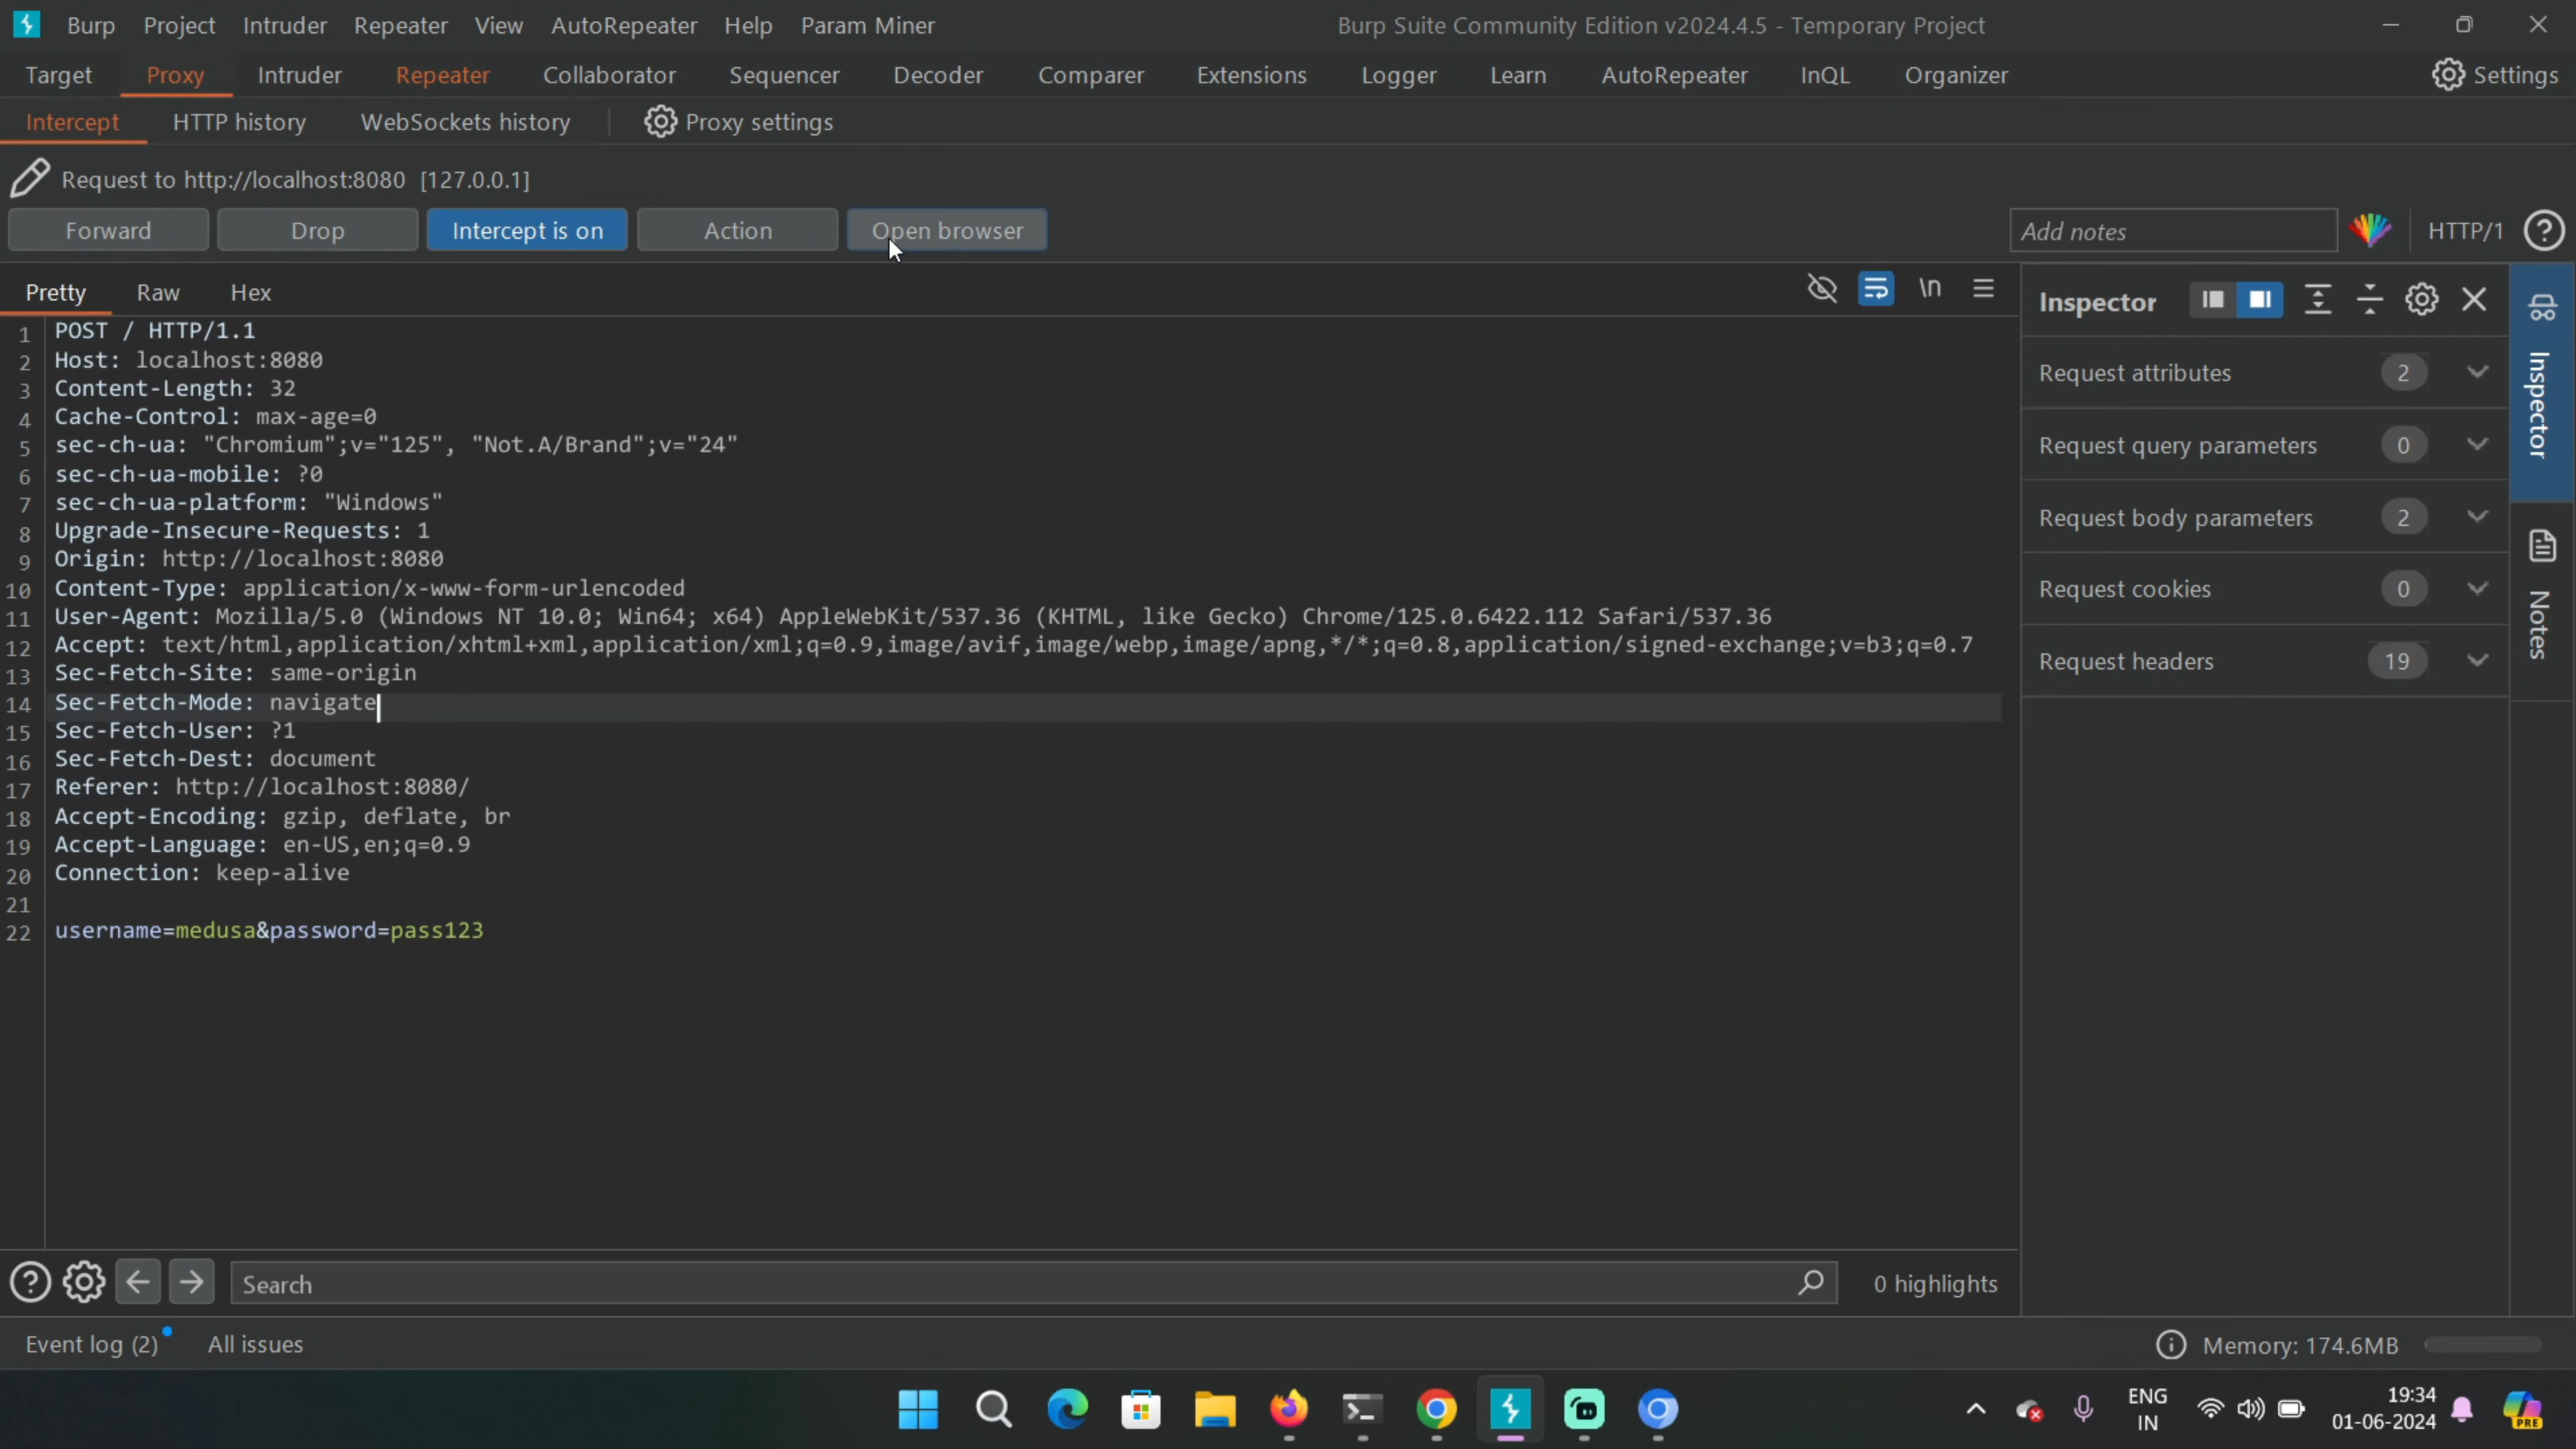 Burp Project Intruder Repeater View AutoRepeater Help Param Miner Burp Suite Community Edition v2024.4.5 - Temporary Project
Target Proxy Intruder Repeater Collaborator Sequencer Decoder Comparer Extensions Logger Learn AutoRepeater InQL Organizer Settings
Intercept HTTP history WebSockets history Proxy settings
Request to http://localhost:8080 [127.0.0.1]
Forward Drop Intercept is on Action Open browser Add notes HTTP/1
Pretty Raw Hex \n
Inspector
1 POST / HTTP/1.1
2 Host: localhost:8080
3 Content-Length: 32
4 Cache-Control: max-age=0
5 sec-ch-ua: "Chromium";v="125", "Not.A/Brand";v="24"
6 sec-ch-ua-mobile: ?0
7 sec-ch-ua-platform: "Windows"
8 Upgrade-Insecure-Requests: 1
9 Origin: http://localhost:8080
10 Content-Type: application/x-www-form-urlencoded
11 User-Agent: Mozilla/5.0 (Windows NT 10.0; Win64; x64) AppleWebKit/537.36 (KHTML, like Gecko) Chrome/125.0.6422.112 Safari/537.36
12 Accept: text/html,application/xhtml+xml,application/xml;q=0.9,image/avif,image/webp,image/apng,*/*;q=0.8,application/signed-exchange;v=b3;q=0.7
13 Sec-Fetch-Site: same-origin
14 Sec-Fetch-Mode: navigate
15 Sec-Fetch-User: ?1
16 Sec-Fetch-Dest: document
17 Referer: http://localhost:8080/
18 Accept-Encoding: gzip, deflate, br
19 Accept-Language: en-US,en;q=0.9
20 Connection: keep-alive
21
22 username=medusa&password=pass123
Request attributes 2
Request query parameters 0
Request body parameters 2
Request cookies 0
Request headers 19
Inspector
Notes
Search 0 highlights
Event log (2) All issues Memory: 174.6MB
ENG 19:34
IN 01-06-2024
PRE